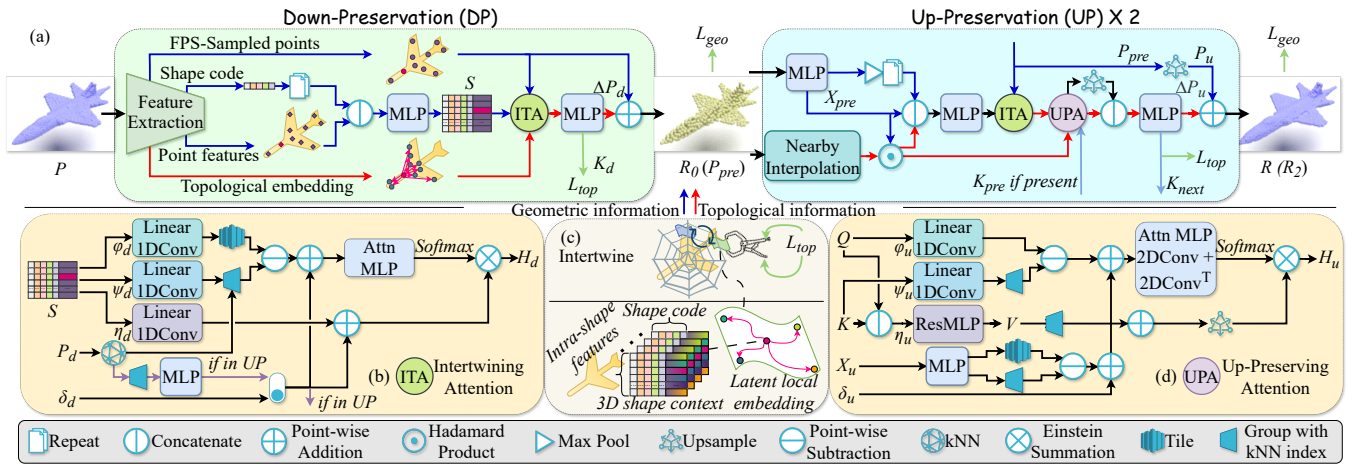 Down-Preservation (DP)
Up-Preservation (UP) X 2
(a)
FPS-Sampled points
Shape code
Feature
Extraction
Point features
Topological embedding
P
S
MLP
ITA
MLP
ΔP_d
K_d
L_top
L_geo
R_0 (P_pre)
MLP
X_pre
Nearby
Interpolation
MLP
ITA
UPA
MLP
P_pre
P_u
ΔP_u
K_pre if present
K_next
L_top
L_geo
R (R_2)
Geometric information
Topological information
S
φ_d
ψ_d
η_d
Linear
1DConv
Linear
1DConv
Linear
1DConv
Attn
MLP
Softmax
H_d
P_d
MLP
if in UP
if in UP
δ_d
(b)
ITA
Intertwining
Attention
(c)
Intertwine
L_top
Shape code
Intra-shape
features
3D shape context
Latent local
embedding
Q
K
φ_u
ψ_u
η_u
Linear
1DConv
Linear
1DConv
ResMLP
V
X_u
MLP
δ_u
Attn MLP
2DConv +
2DConv^T
Softmax
H_u
(d)
UPA
Up-Preserving
Attention
Repeat
Concatenate
Point-wise
Addition
Hadamard
Product
Max Pool
Upsample
Point-wise
Subtraction
kNN
Einstein
Summation
Tile
Group with
kNN index